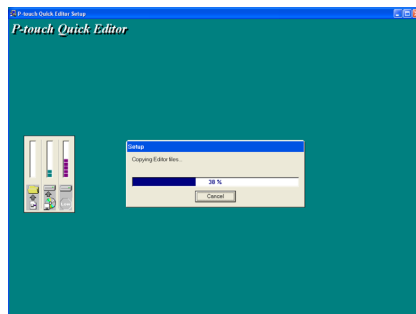 P-touch Quick Editor Setup
P-touch Quick Editor
Setup
Copying Editor files...
38 %
Cancel